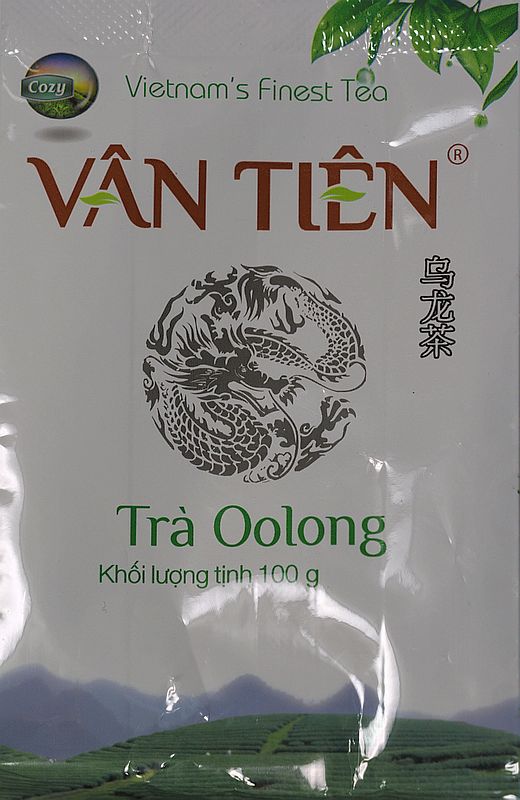 Cozy
Vietnam's Finest Tea
VÂN TIÊN®
乌龙茶
Trà Oolong
Khối lượng tịnh 100 g